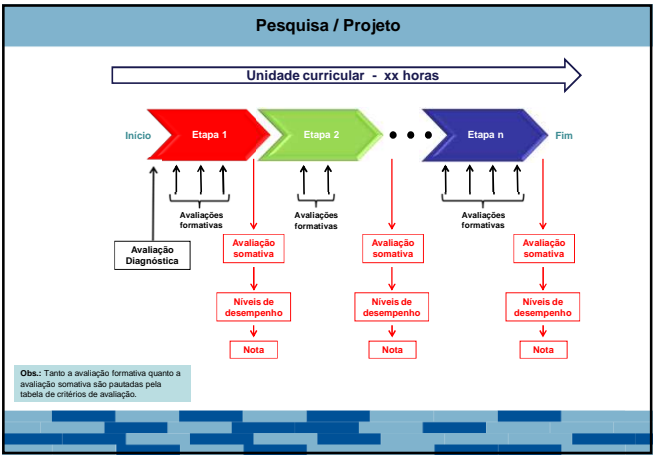 Pesquisa / Projeto
Unidade curricular - xx horas
Início
Etapa 1
Etapa 2
Etapa n
Fim
Avaliações
formativas
Avaliações
formativas
Avaliações
formativas
Avaliação
Diagnóstica
Avaliação
somativa
Avaliação
somativa
Avaliação
somativa
Níveis de
desempenho
Níveis de
desempenho
Níveis de
desempenho
Nota
Nota
Nota
Obs.: Tanto a avaliação formativa quanto a
avaliação somativa são pautadas pela
tabela de critérios de avaliação.